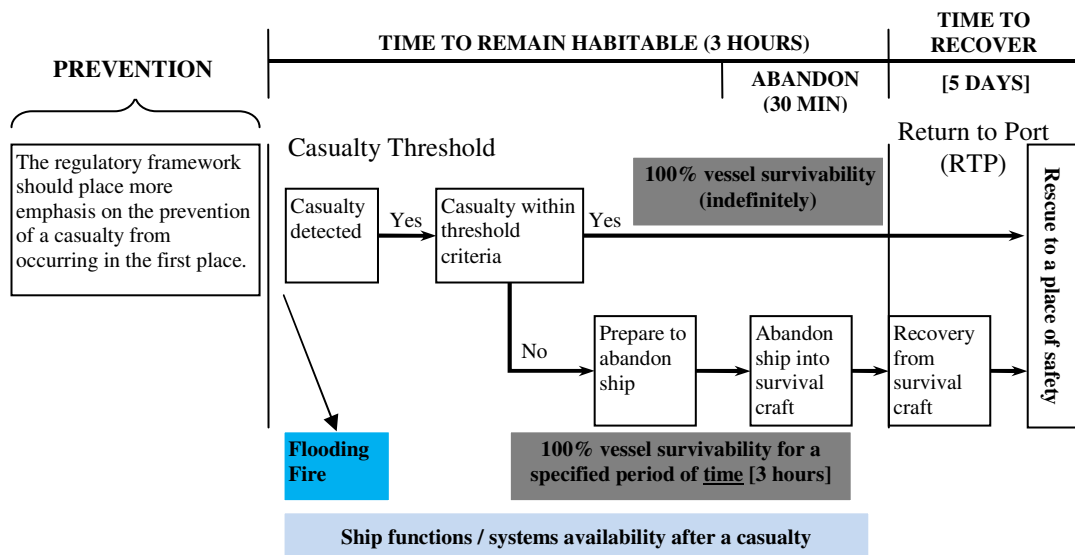 TIME TO
RECOVER
TIME TO REMAIN HABITABLE (3 HOURS)
PREVENTION
ABANDON
(30 MIN)
[5 DAYS]
The regulatory framework
should place more
emphasis on the prevention
of a casualty from
occurring in the first place.
Casualty Threshold
Return to Port
(RTP)
100% vessel survivability
(indefinitely)
Casualty
detected
Yes
Casualty within
threshold
criteria
Yes
Rescue to a place of safety
No
Prepare to
abandon
ship
Abandon
ship into
survival
craft
Recovery
from
survival
craft
Flooding
Fire
100% vessel survivability for a
specified period of time [3 hours]
Ship functions / systems availability after a casualty